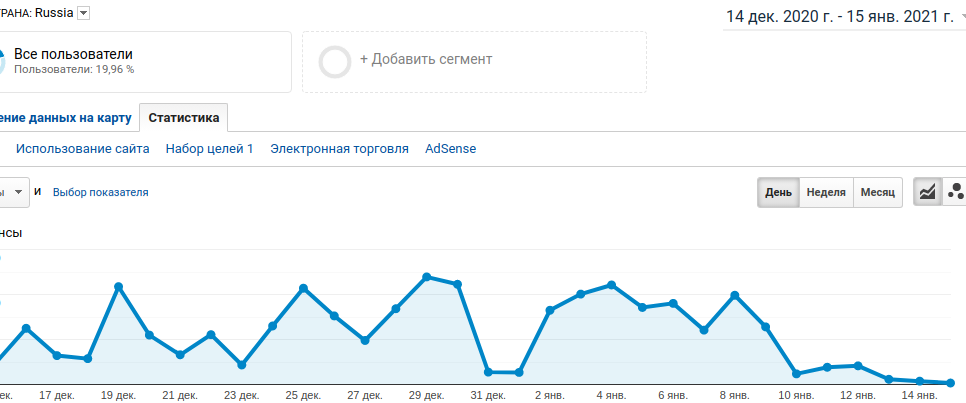 РАНА: Russia
14 дек. 2020 г. - 15 янв. 2021 г.
Все пользователи
Пользователи: 19,96 %
+ Добавить сегмент
ение данных на карту
Статистика
Использование сайта
Набор целей 1
Электронная торговля
AdSense
ы
и
Выбор показателя
День
Неделя
Месяц
нсы
ек.
17 дек.
19 дек.
21 дек.
23 дек.
25 дек.
27 дек.
29 дек.
31 дек.
2 янв.
4 янв.
6 янв.
8 янв.
10 янв.
12 янв.
14 янв.